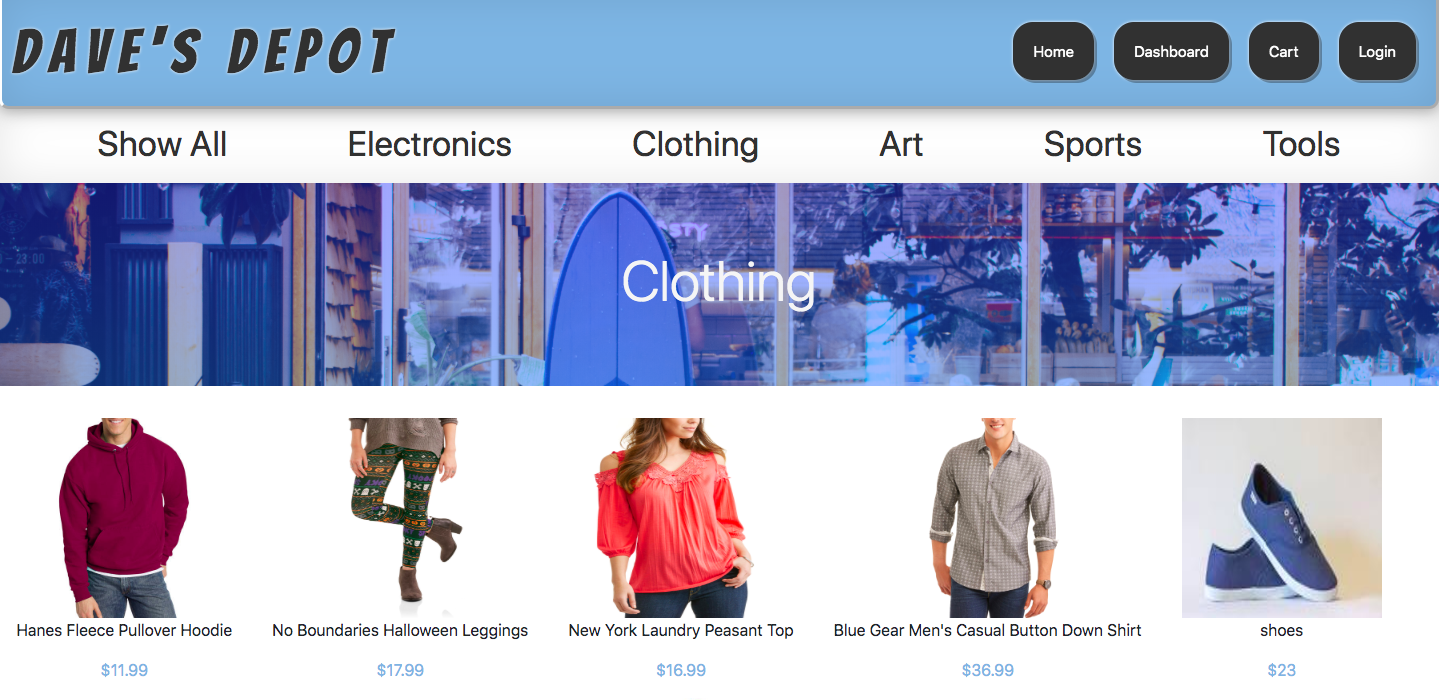 DAVE'S DEPOT
Home Dashboard Cart Login
Show All Electronics Clothing Art Sports Tools
STY
Clothing
Hanes Fleece Pullover Hoodie No Boundaries Halloween Leggings New York Laundry Peasant Top Blue Gear Men's Casual Button Down Shirt shoes
$11.99 $17.99 $16.99 $36.99 $23